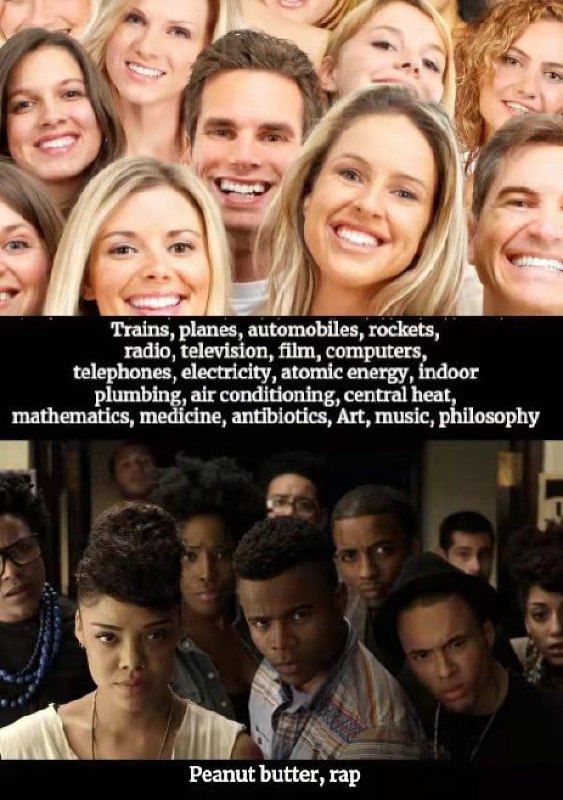 Trains, planes, automobiles, rockets,
radio, television, film, computers,
telephones, electricity, atomic energy, indoor
plumbing, air conditioning, central heat,
mathematics, medicine, antibiotics, Art, music, philosophy
Peanut butter, rap